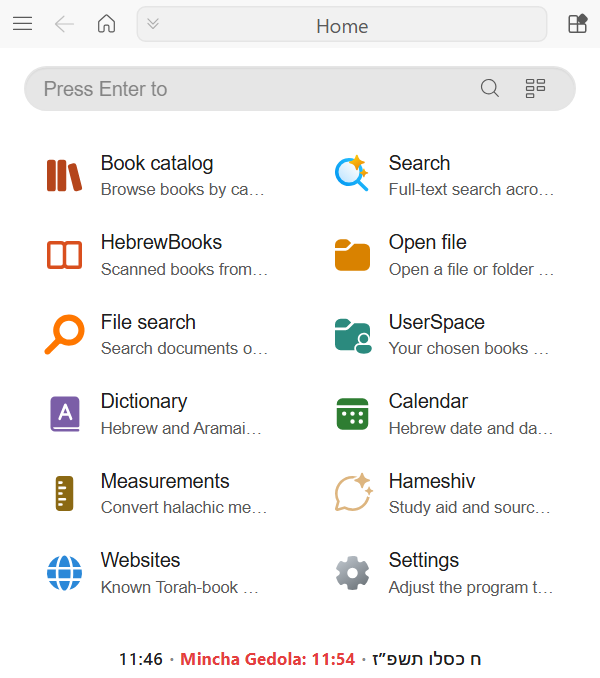 Home
Press Enter to
Book catalog
Browse books by ca…
Search
Full-text search acro…
HebrewBooks
Scanned books from…
Open file
Open a file or folder …
File search
Search documents o…
UserSpace
Your chosen books …
Dictionary
Hebrew and Aramai…
Calendar
Hebrew date and da…
Measurements
Convert halachic me…
Hameshiv
Study aid and sourc…
Websites
Known Torah-book …
Settings
Adjust the program t…
11:46 · Mincha Gedola: 11:54 · ח כסלו תשפ״ז